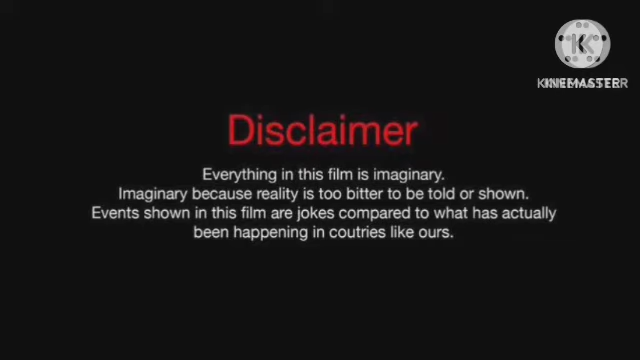 KINEMASTER
Disclaimer
Everything in this film is imaginary.
Imaginary because reality is too bitter to be told or shown.
Events shown in this film are jokes compared to what has actually
been happening in coutries like ours.